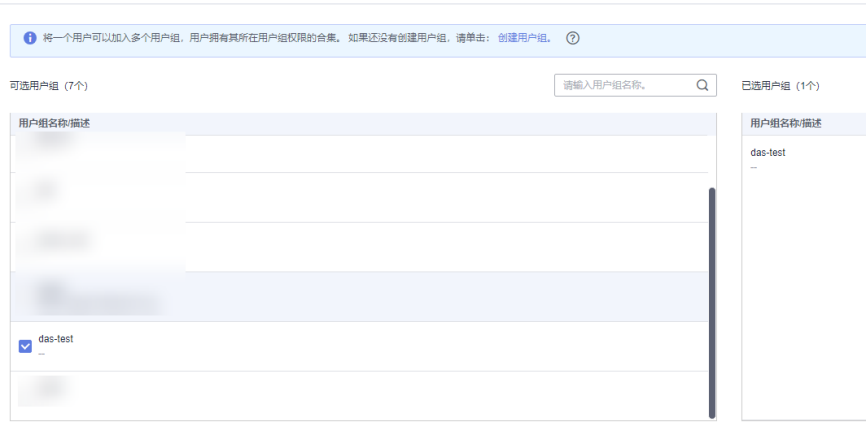 将一个用户可以加入多个用户组，用户拥有其所在用户组权限的合集。 如果还没有创建用户组，请单击： 创建用户组。
可选用户组（7个）
请输入用户组名称。
已选用户组（1个）
用户组名称/描述
用户组名称/描述
das-test
--
das-test
--